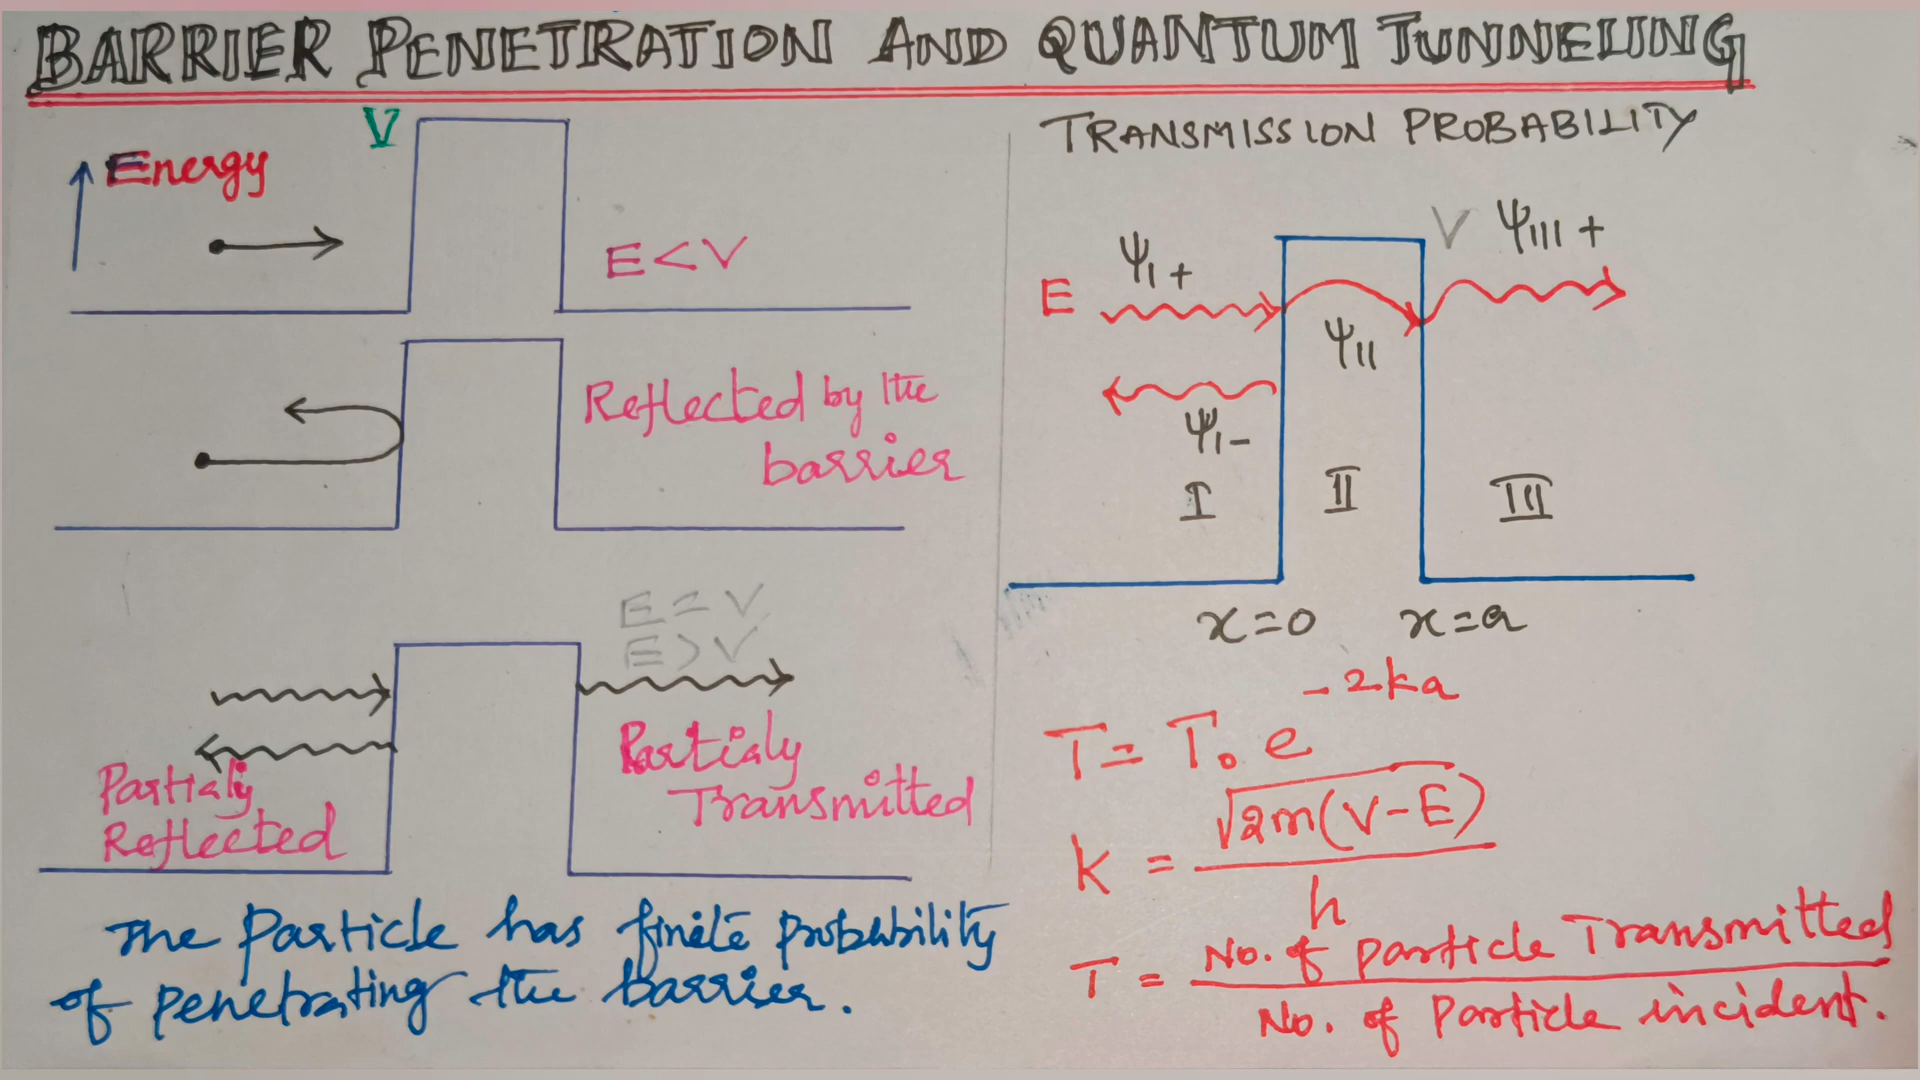 BARRIER PENETRATION AND QUANTUM TUNNELING
V
Energy
E<V
Reflected by the
barrier
E=V
E>V
Partialy
Reflected
Partialy
Transmitted
The Particle has finite probability
of penetrating the barrier.
TRANSMISSION PROBABILITY
V
E
ψI+
ψIII+
ψII
ψI-
I
II
III
x=0
x=a
T = T₀ e^-2ka
k = √2m(V-E) / h
T = No. of particle Transmitted / No. of Particle incident.